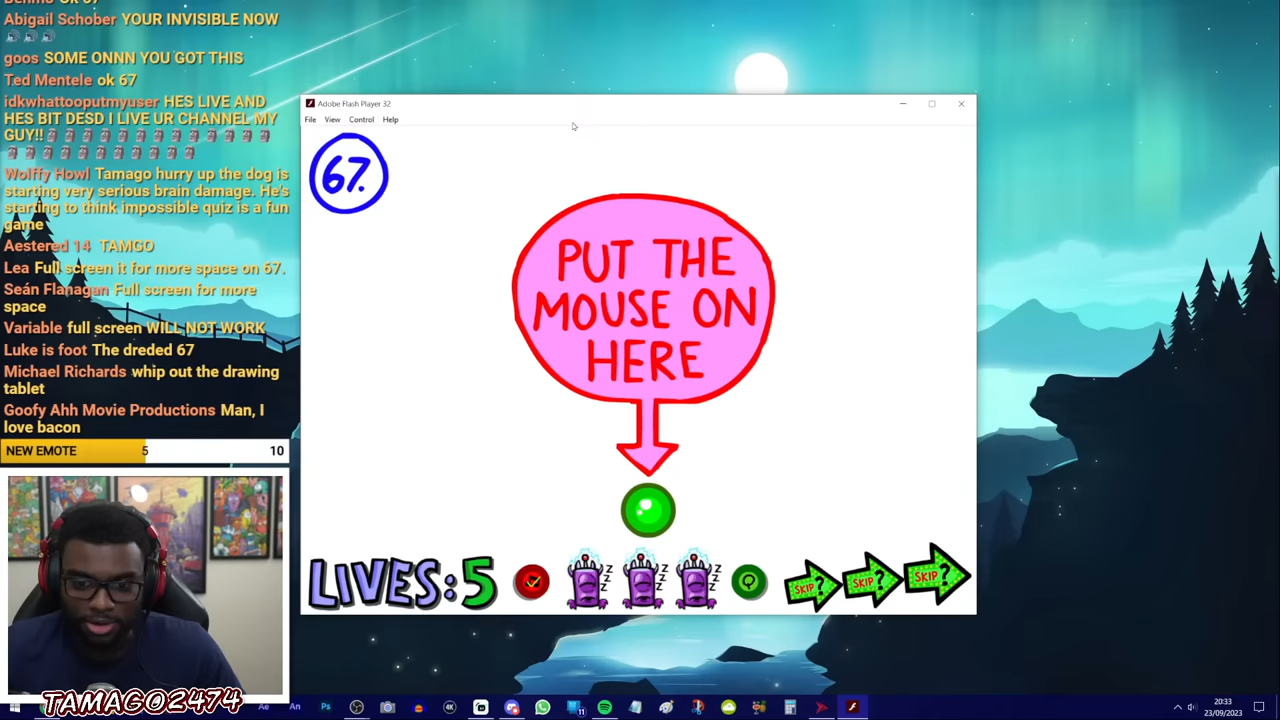 Abigail Schober YOUR INVISIBLE NOW
goos SOME ONNN YOU GOT THIS
Ted Mentele ok 67
idkwhattooputmyuser HES LIVE AND
HES BIT DESD I LIVE UR CHANNEL MY
GUY!!
Wolffy Howl Tamago hurry up the dog is
starting very serious brain damage. He's
starting to think impossible quiz is a fun
game
Aestered 14 TAMGO
Lea Full screen it for more space on 67.
Seán Flanagan Full screen for more
space
Variable full screen WILL NOT WORK
Luke is foot The dreded 67
Michael Richards whip out the drawing
tablet
Goofy Ahh Movie Productions Man, I
love bacon
NEW EMOTE 5 10
TAMAGO2474
Adobe Flash Player 32
File View Control Help
67.
PUT THE
MOUSE ON
HERE
LIVES:5
Z
Z
Z
Z
Z
Z
Z
Z
Z
SKIP? SKIP? SKIP?
Ae An Ps 4K 11
20:33
23/09/2023